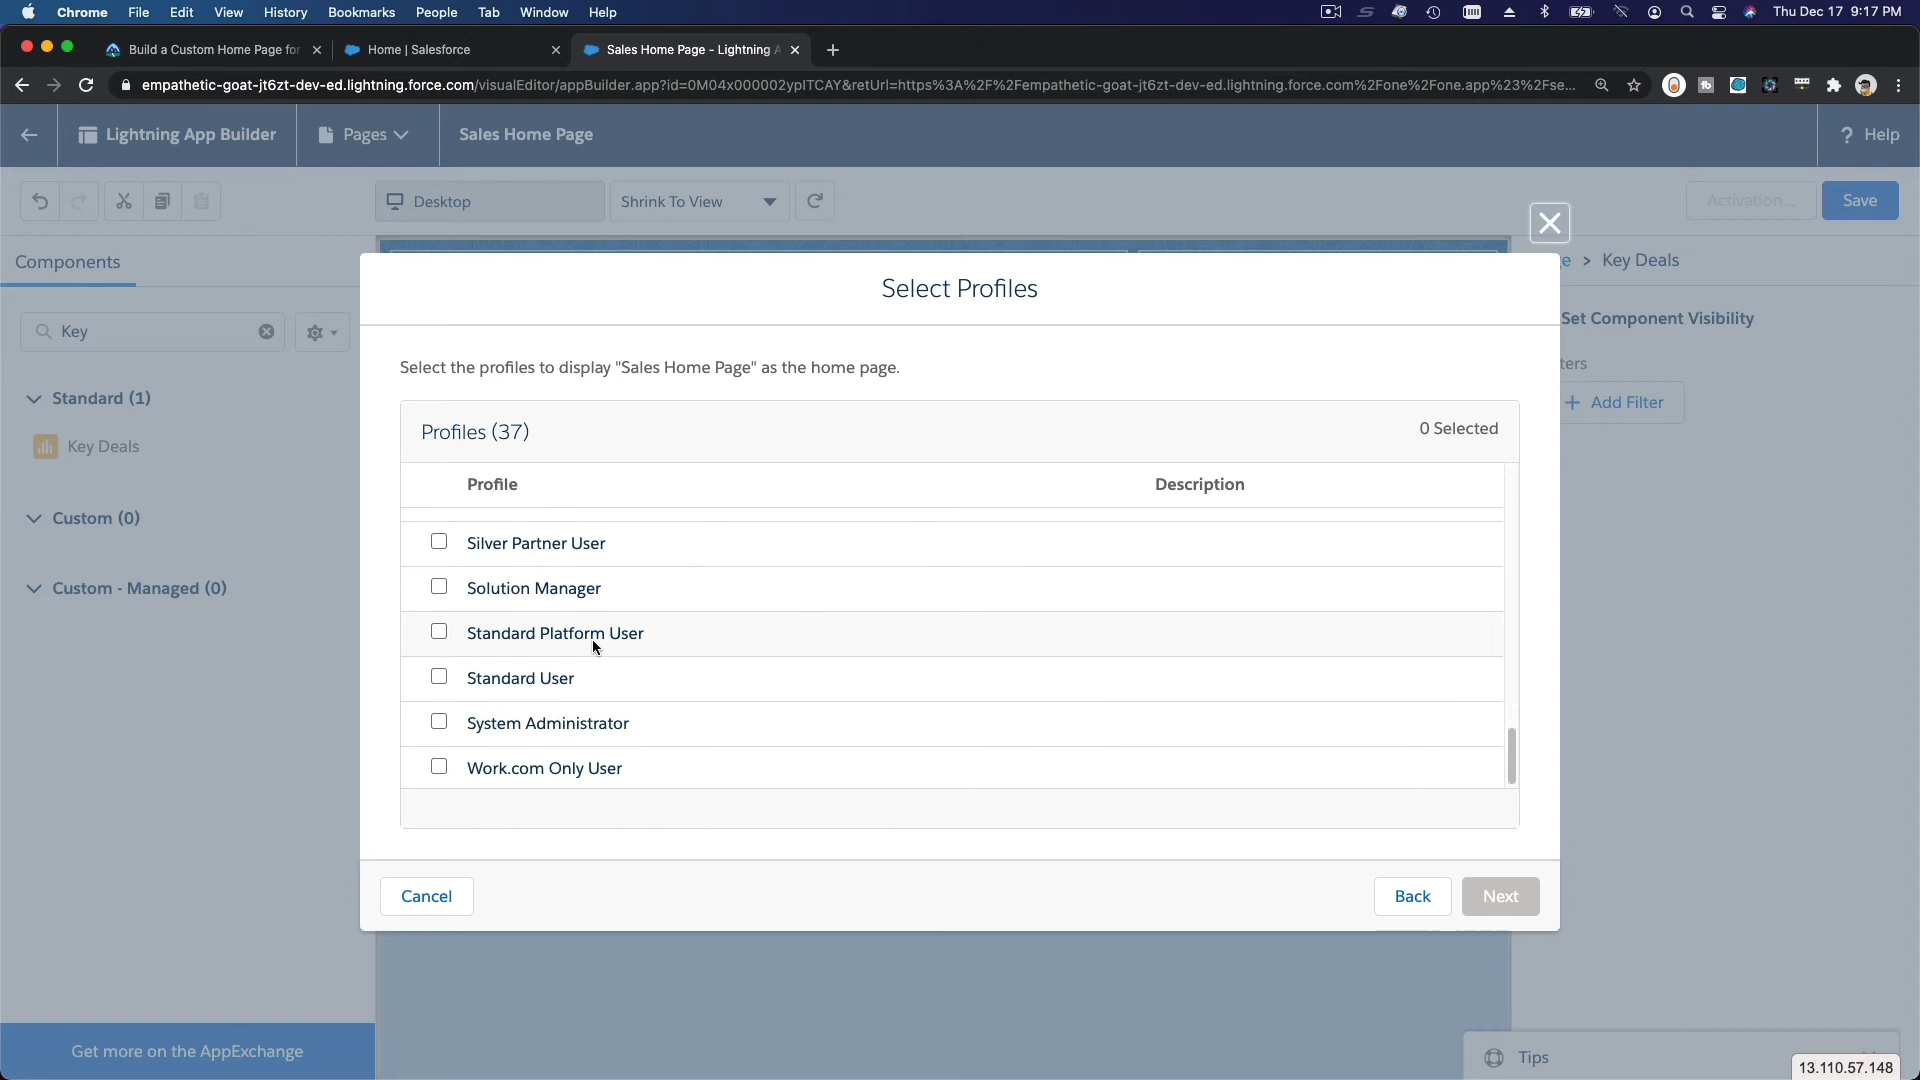 Chrome File Edit View History Bookmarks People Tab Window Help Thu Dec 17 9:17 PM
Build a Custom Home Page for Home | Salesforce Sales Home Page - Lightning A
empathetic-goat-jt6zt-dev-ed.lightning.force.com/visualEditor/appBuilder.app?id=0M04x000002ypITCAY&retUrl=https%3A%2F%2Fempathetic-goat-jt6zt-dev-ed.lightning.force.com%2Fone%2Fone.app%23%2Fse...
Lightning App Builder Pages Sales Home Page ? Help
Desktop Shrink To View Activation... Save
Components
e > Key Deals
Select Profiles
Set Component Visibility
Key
Select the profiles to display "Sales Home Page" as the home page.
ters
+ Add Filter
Standard (1)
Profiles (37) 0 Selected
Key Deals
Profile Description
Custom (0)
Silver Partner User
Custom - Managed (0)
Solution Manager
Standard Platform User
Standard User
System Administrator
Work.com Only User
Cancel Back Next
Get more on the AppExchange
Tips
13.110.57.148